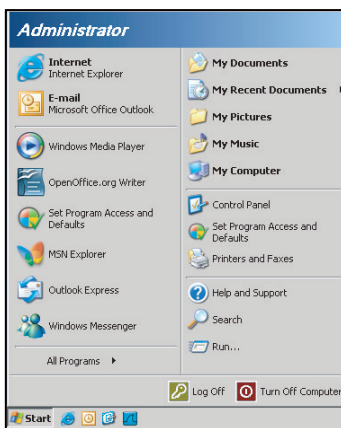 Administrator
Internet
Internet Explorer
E-mail
Microsoft Office Outlook
Windows Media Player
OpenOffice.org Writer
Set Program Access and
Defaults
MSN Explorer
Outlook Express
Windows Messenger
All Programs
My Documents
My Recent Documents
My Pictures
My Music
My Computer
Control Panel
Set Program Access and
Defaults
Printers and Faxes
Help and Support
Search
Run...
Log Off
Turn Off Computer
Start